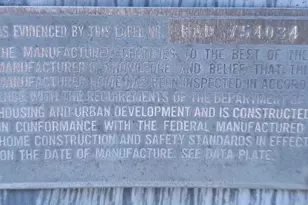 AS EVIDENCED BY THIS LABEL NO. RAD 754034
THE MANUFACTURER CERTIFIES TO THE BEST OF THE
MANUFACTURER'S KNOWLEDGE AND BELIEF THAT THIS
MANUFACTURED HOME HAS BEEN INSPECTED IN ACCORD
ANCE WITH THE REQUIREMENTS OF THE DEPARTMENT OF
HOUSING AND URBAN DEVELOPMENT AND IS CONSTRUCTED
IN CONFORMANCE WITH THE FEDERAL MANUFACTURED
HOME CONSTRUCTION AND SAFETY STANDARDS IN EFFECT
ON THE DATE OF MANUFACTURE. SEE DATA PLATE.